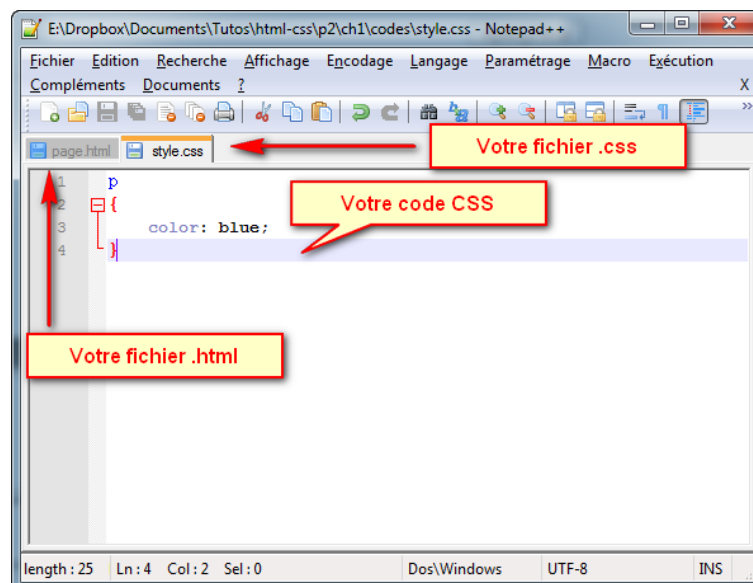 E:\Dropbox\Documents\Tutos\html-css\p2\ch1\codes\style.css - Notepad++
Fichier Edition Recherche Affichage Encodage Langage Paramétrage Macro Exécution
Compléments Documents ? X
page.html style.css
Votre fichier .css
1 p
2 {
Votre code CSS
3 color: blue;
4 }
Votre fichier .html
length : 25 Ln : 4 Col : 2 Sel : 0 Dos\Windows UTF-8 INS